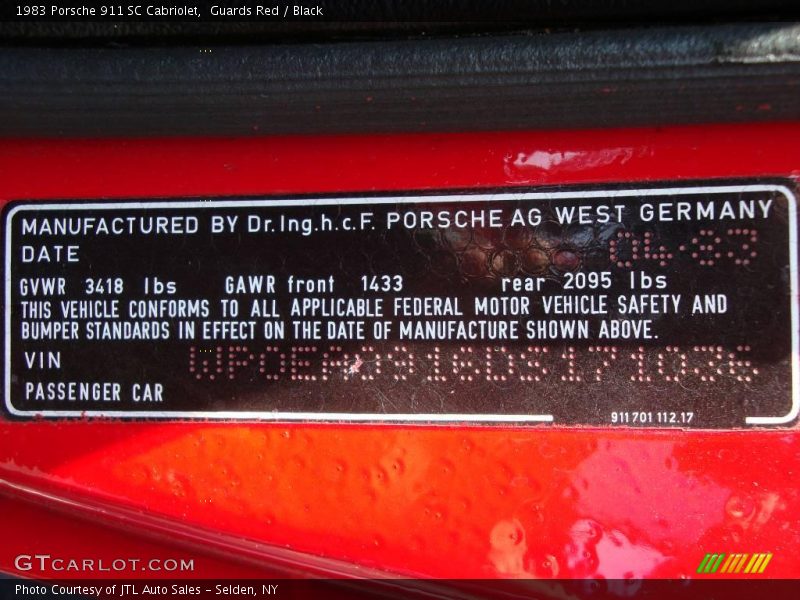 1983 Porsche 911 SC Cabriolet, Guards Red / Black
MANUFACTURED BY Dr.Ing.h.c.F. PORSCHE AG WEST GERMANY
DATE 04-83
GVWR 3418 lbs GAWR front 1433 rear 2095 lbs
THIS VEHICLE CONFORMS TO ALL APPLICABLE FEDERAL MOTOR VEHICLE SAFETY AND
BUMPER STANDARDS IN EFFECT ON THE DATE OF MANUFACTURE SHOWN ABOVE.
VIN WP0EA0916DS171036
PASSENGER CAR
911 701 112.17
GTCARLOT.COM
Photo Courtesy of JTL Auto Sales - Selden, NY